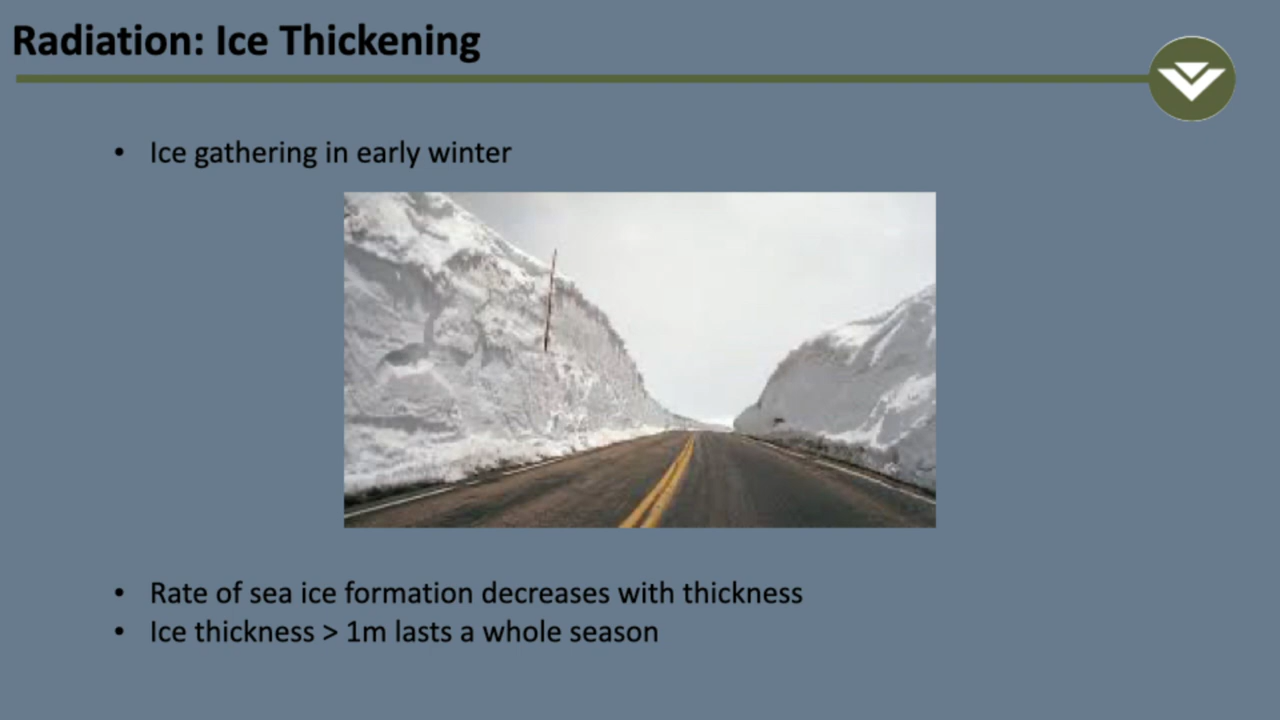 Radiation: Ice Thickening
• Ice gathering in early winter
• Rate of sea ice formation decreases with thickness
• Ice thickness > 1m lasts a whole season